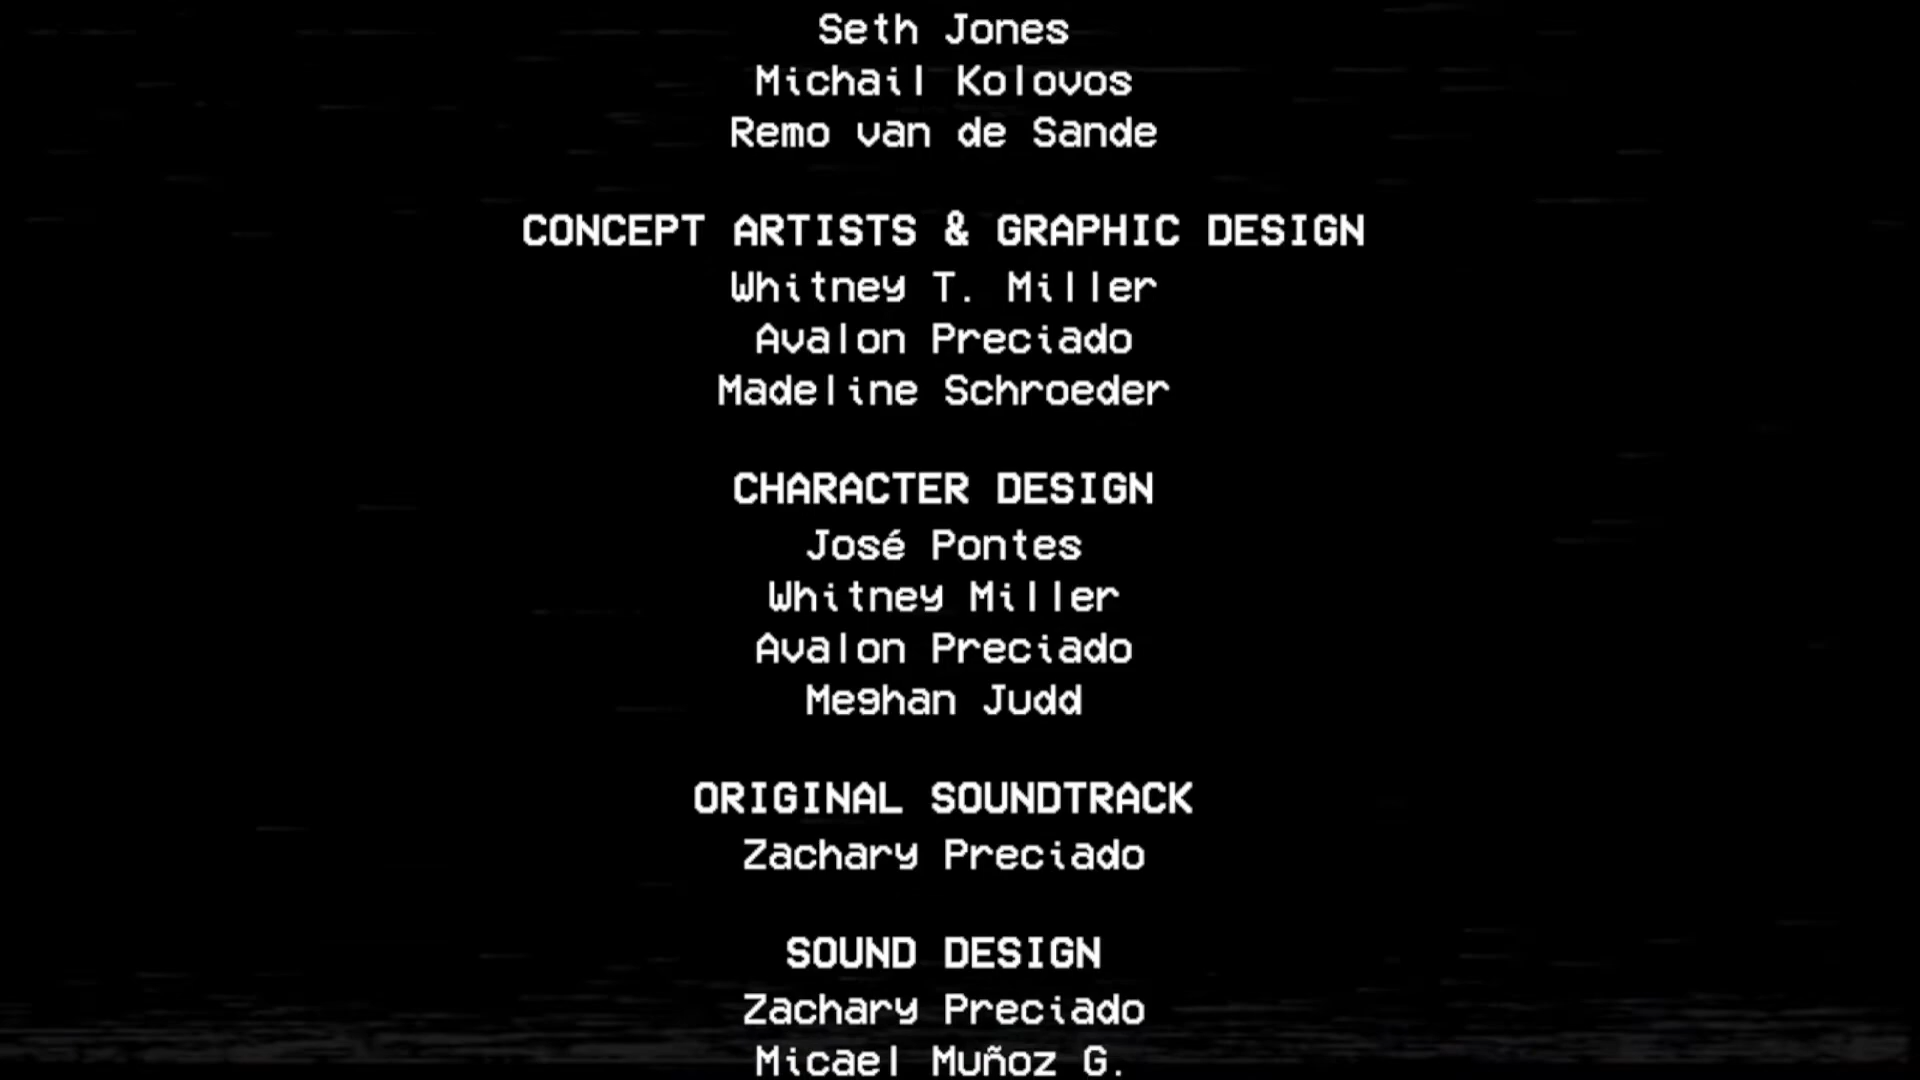 Seth Jones
Michail Kolovos
Remo van de Sande
CONCEPT ARTISTS & GRAPHIC DESIGN
Whitney T. Miller
Avalon Preciado
Madeline Schroeder
CHARACTER DESIGN
José Pontes
Whitney Miller
Avalon Preciado
Meghan Judd
ORIGINAL SOUNDTRACK
Zachary Preciado
SOUND DESIGN
Zachary Preciado
Micael Muñoz G.